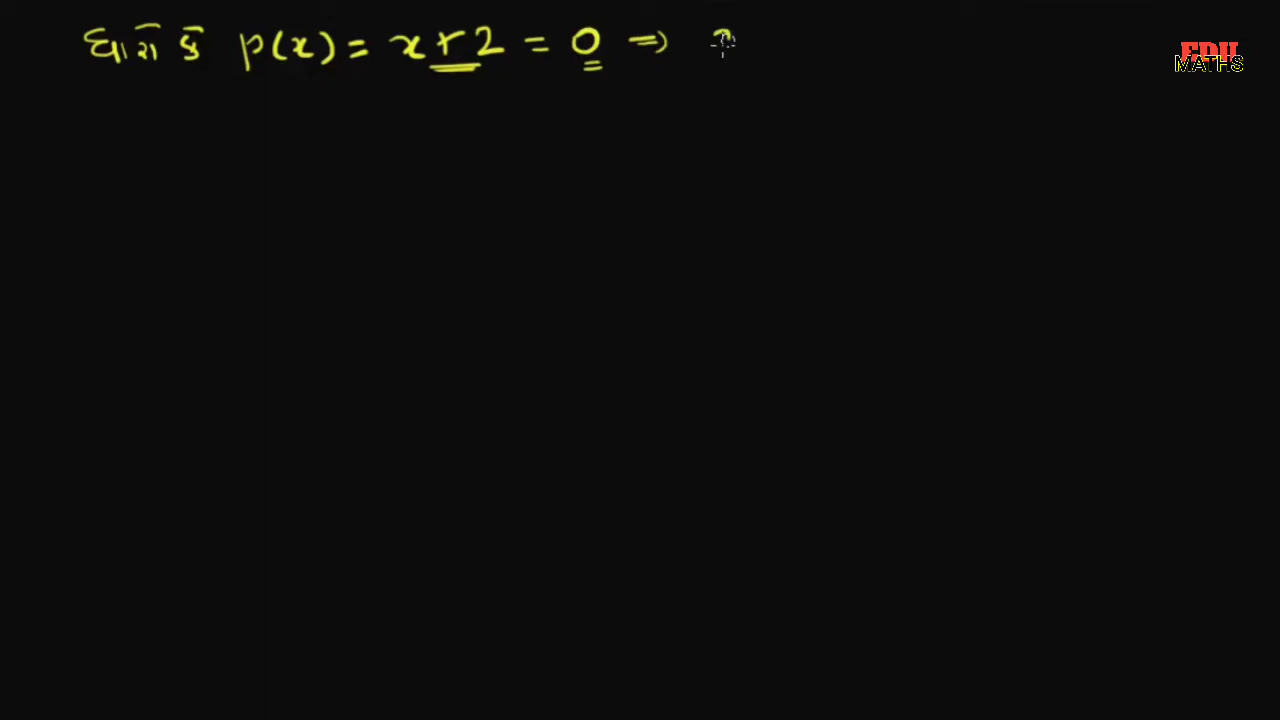 ધારો કે p(x) = x + 2 = 0 ⇒
EDU
MATHS